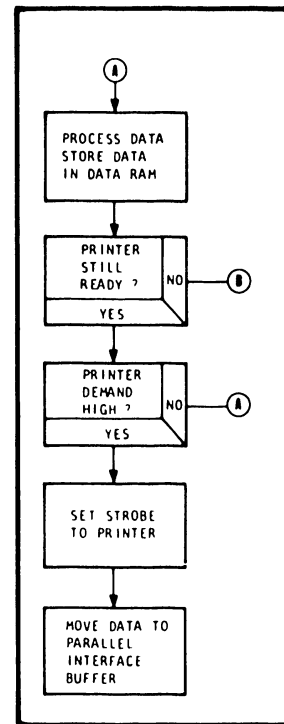 A
PROCESS DATA
STORE DATA
IN DATA RAM
PRINTER
STILL
READY ?
NO
B
YES
PRINTER
DEMAND
HIGH ?
NO
A
YES
SET STROBE
TO PRINTER
MOVE DATA TO
PARALLEL
INTERFACE
BUFFER